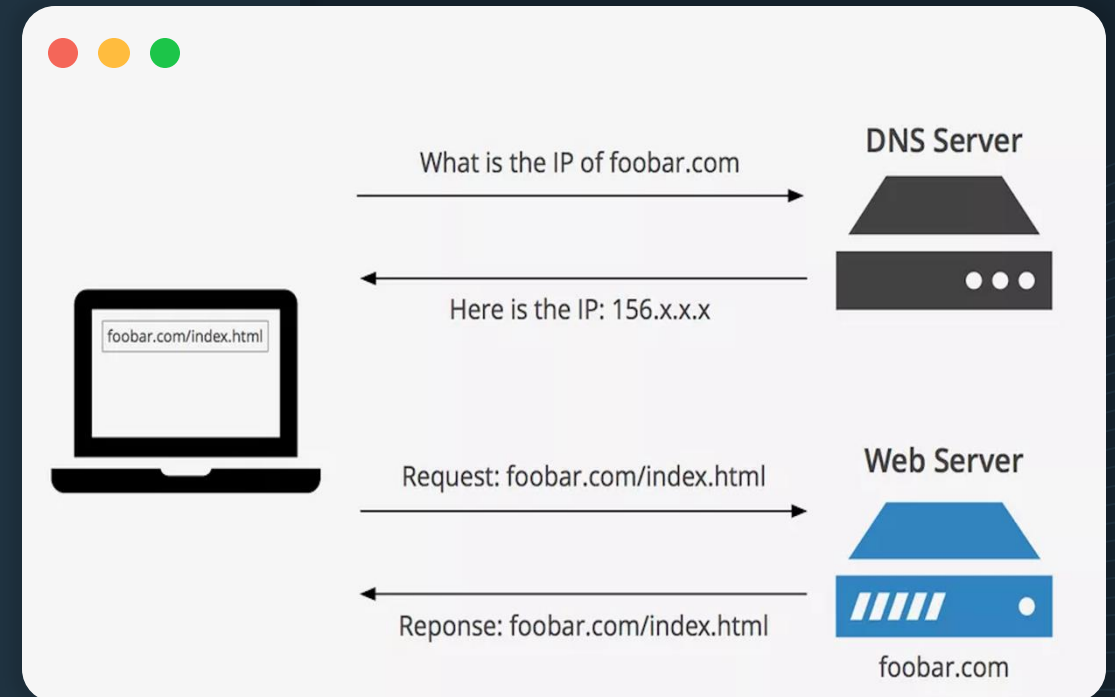 What is the IP of foobar.com
DNS Server
Here is the IP: 156.x.x.x
foobar.com/index.html
Request: foobar.com/index.html
Web Server
Reponse: foobar.com/index.html
foobar.com